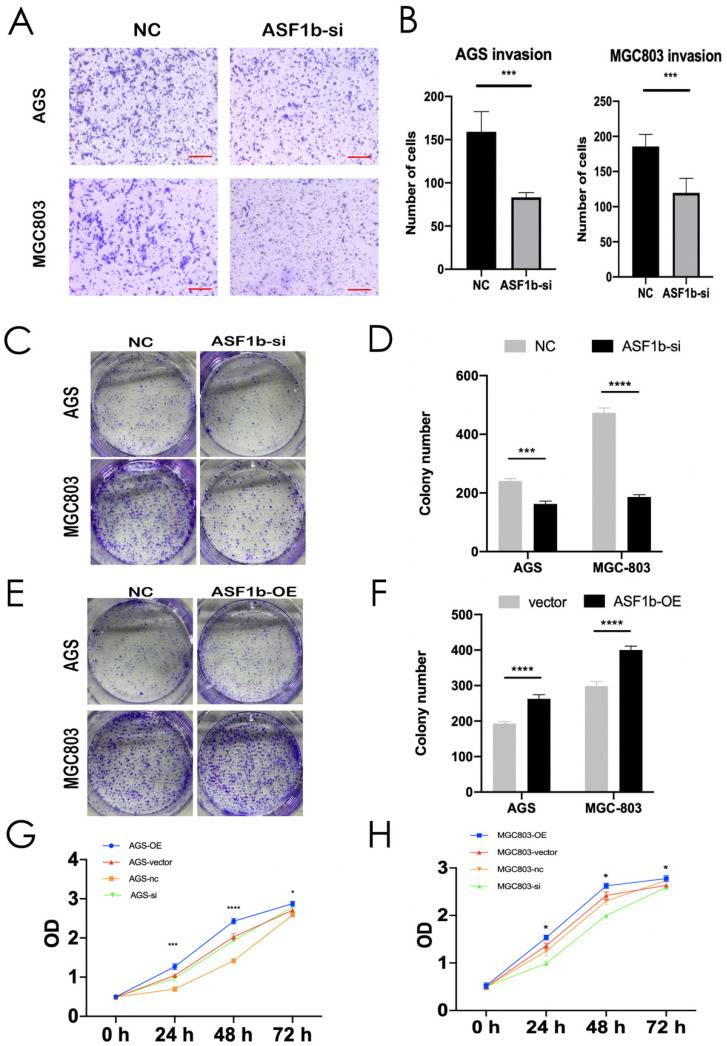 A
NC
ASF1b-si
AGS
MGC803
B
AGS invasion
***
Number of cells
200
150
100
50
0
NC
ASF1b-si
MGC803 invasion
***
Number of cells
250
200
150
100
50
0
NC
ASF1b-si
C
NC
ASF1b-si
AGS
MGC803
D
NC
ASF1b-si
Colony number
600
400
200
0
***
****
AGS
MGC-803
E
NC
ASF1b-OE
AGS
MGC803
F
vector
ASF1b-OE
Colony number
500
400
300
200
100
0
****
****
AGS
MGC-803
G
AGS-OE
AGS-vector
AGS-nc
AGS-si
OD
4
3
2
1
0
***
****
*
0 h
24 h
48 h
72 h
H
MGC803-OE
MGC803-vector
MGC803-nc
MGC803-si
OD
3
2
1
0
*
*
*
0 h
24 h
48 h
72 h